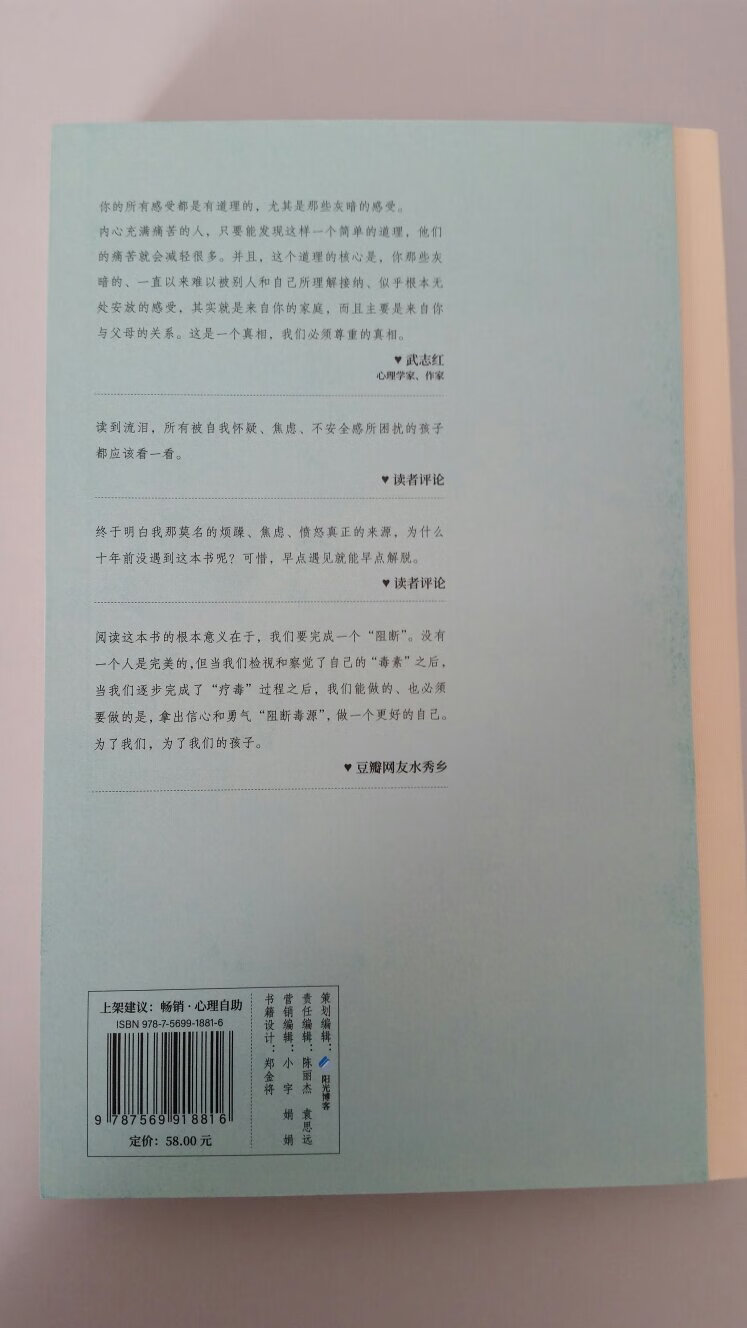 你的所有感受都是有道理的，尤其是那些灰暗的感受。
内心充满痛苦的人，只要能发现这样一个简单的道理，他们
的痛苦就会减轻很多。并且，这个道理的核心是，你那些灰
暗的、一直以来难以被别人和自己所理解接纳、似乎根本无
处安放的感受，其实就是来自你的家庭，而且主要是来自你
与父母的关系。这是一个真相，我们必须尊重的真相。
♥ 武志红
心理学家、作家
读到流泪，所有被自我怀疑、焦虑、不安全感所困扰的孩子
都应该看一看。
♥ 读者评论
终于明白我那莫名的烦躁、焦虑、愤怒真正的来源，为什么
十年前没遇到这本书呢？可惜，早点遇见就能早点解脱。
♥ 读者评论
阅读这本书的根本意义在于，我们要完成一个“阻断”。没有
一个人是完美的，但当我们检视和察觉了自己的“毒素”之后，
当我们逐步完成了“疗毒”过程之后，我们能做的、也必须
要做的是，拿出信心和勇气“阻断毒源”，做一个更好的自己。
为了我们，为了我们的孩子。
♥ 豆瓣网友水秀乡
上架建议：畅销·心理自助
ISBN 978-7-5699-1881-6
9 787569 918816
定价：58.00 元
策划编辑：阳光博客
责任编辑：陈丽杰 袁思远
营销编辑：小宇 娟娟
书籍设计：郑金将